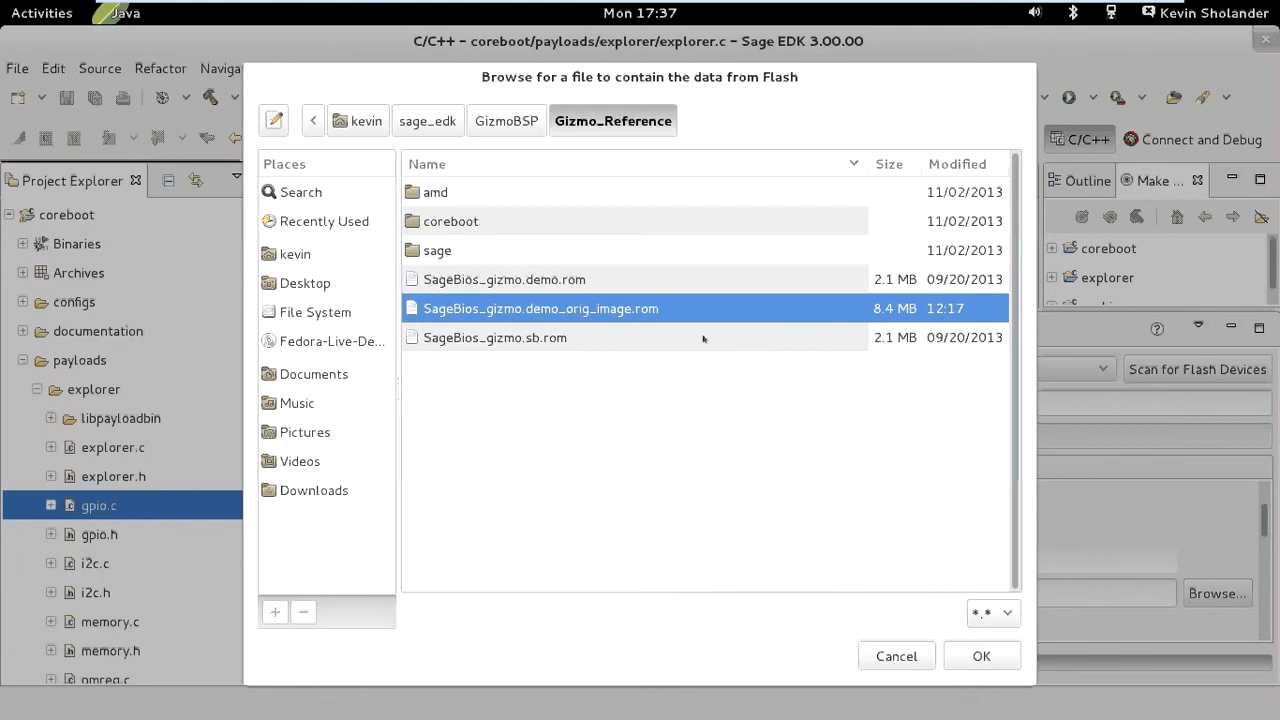 Activities Java Mon 17:37 Kevin Sholander
C/C++ - coreboot/payloads/explorer/explorer.c - Sage EDK 3.00.00
File Edit Source Refactor Naviga
Browse for a file to contain the data from Flash
kevin sage_edk GizmoBSP Gizmo_Reference
C/C++ Connect and Debug
Project Explorer
Outline Make
Places
Search
Recently Used
kevin
Desktop
File System
Fedora-Live-De...
Documents
Music
Pictures
Videos
Downloads
Name Size Modified
amd 11/02/2013
coreboot 11/02/2013
sage 11/02/2013
SageBios_gizmo.demo.rom 2.1 MB 09/20/2013
SageBios_gizmo.demo_orig_image.rom 8.4 MB 12:17
SageBios_gizmo.sb.rom 2.1 MB 09/20/2013
*.*
Cancel OK
coreboot
Binaries
Archives
configs
documentation
payloads
explorer
libpayloadbin
explorer.c
explorer.h
gpio.c
gpio.h
i2c.c
i2c.h
memory.c
memory.h
pmreg.c
coreboot
explorer
Scan for Flash Devices
Browse...